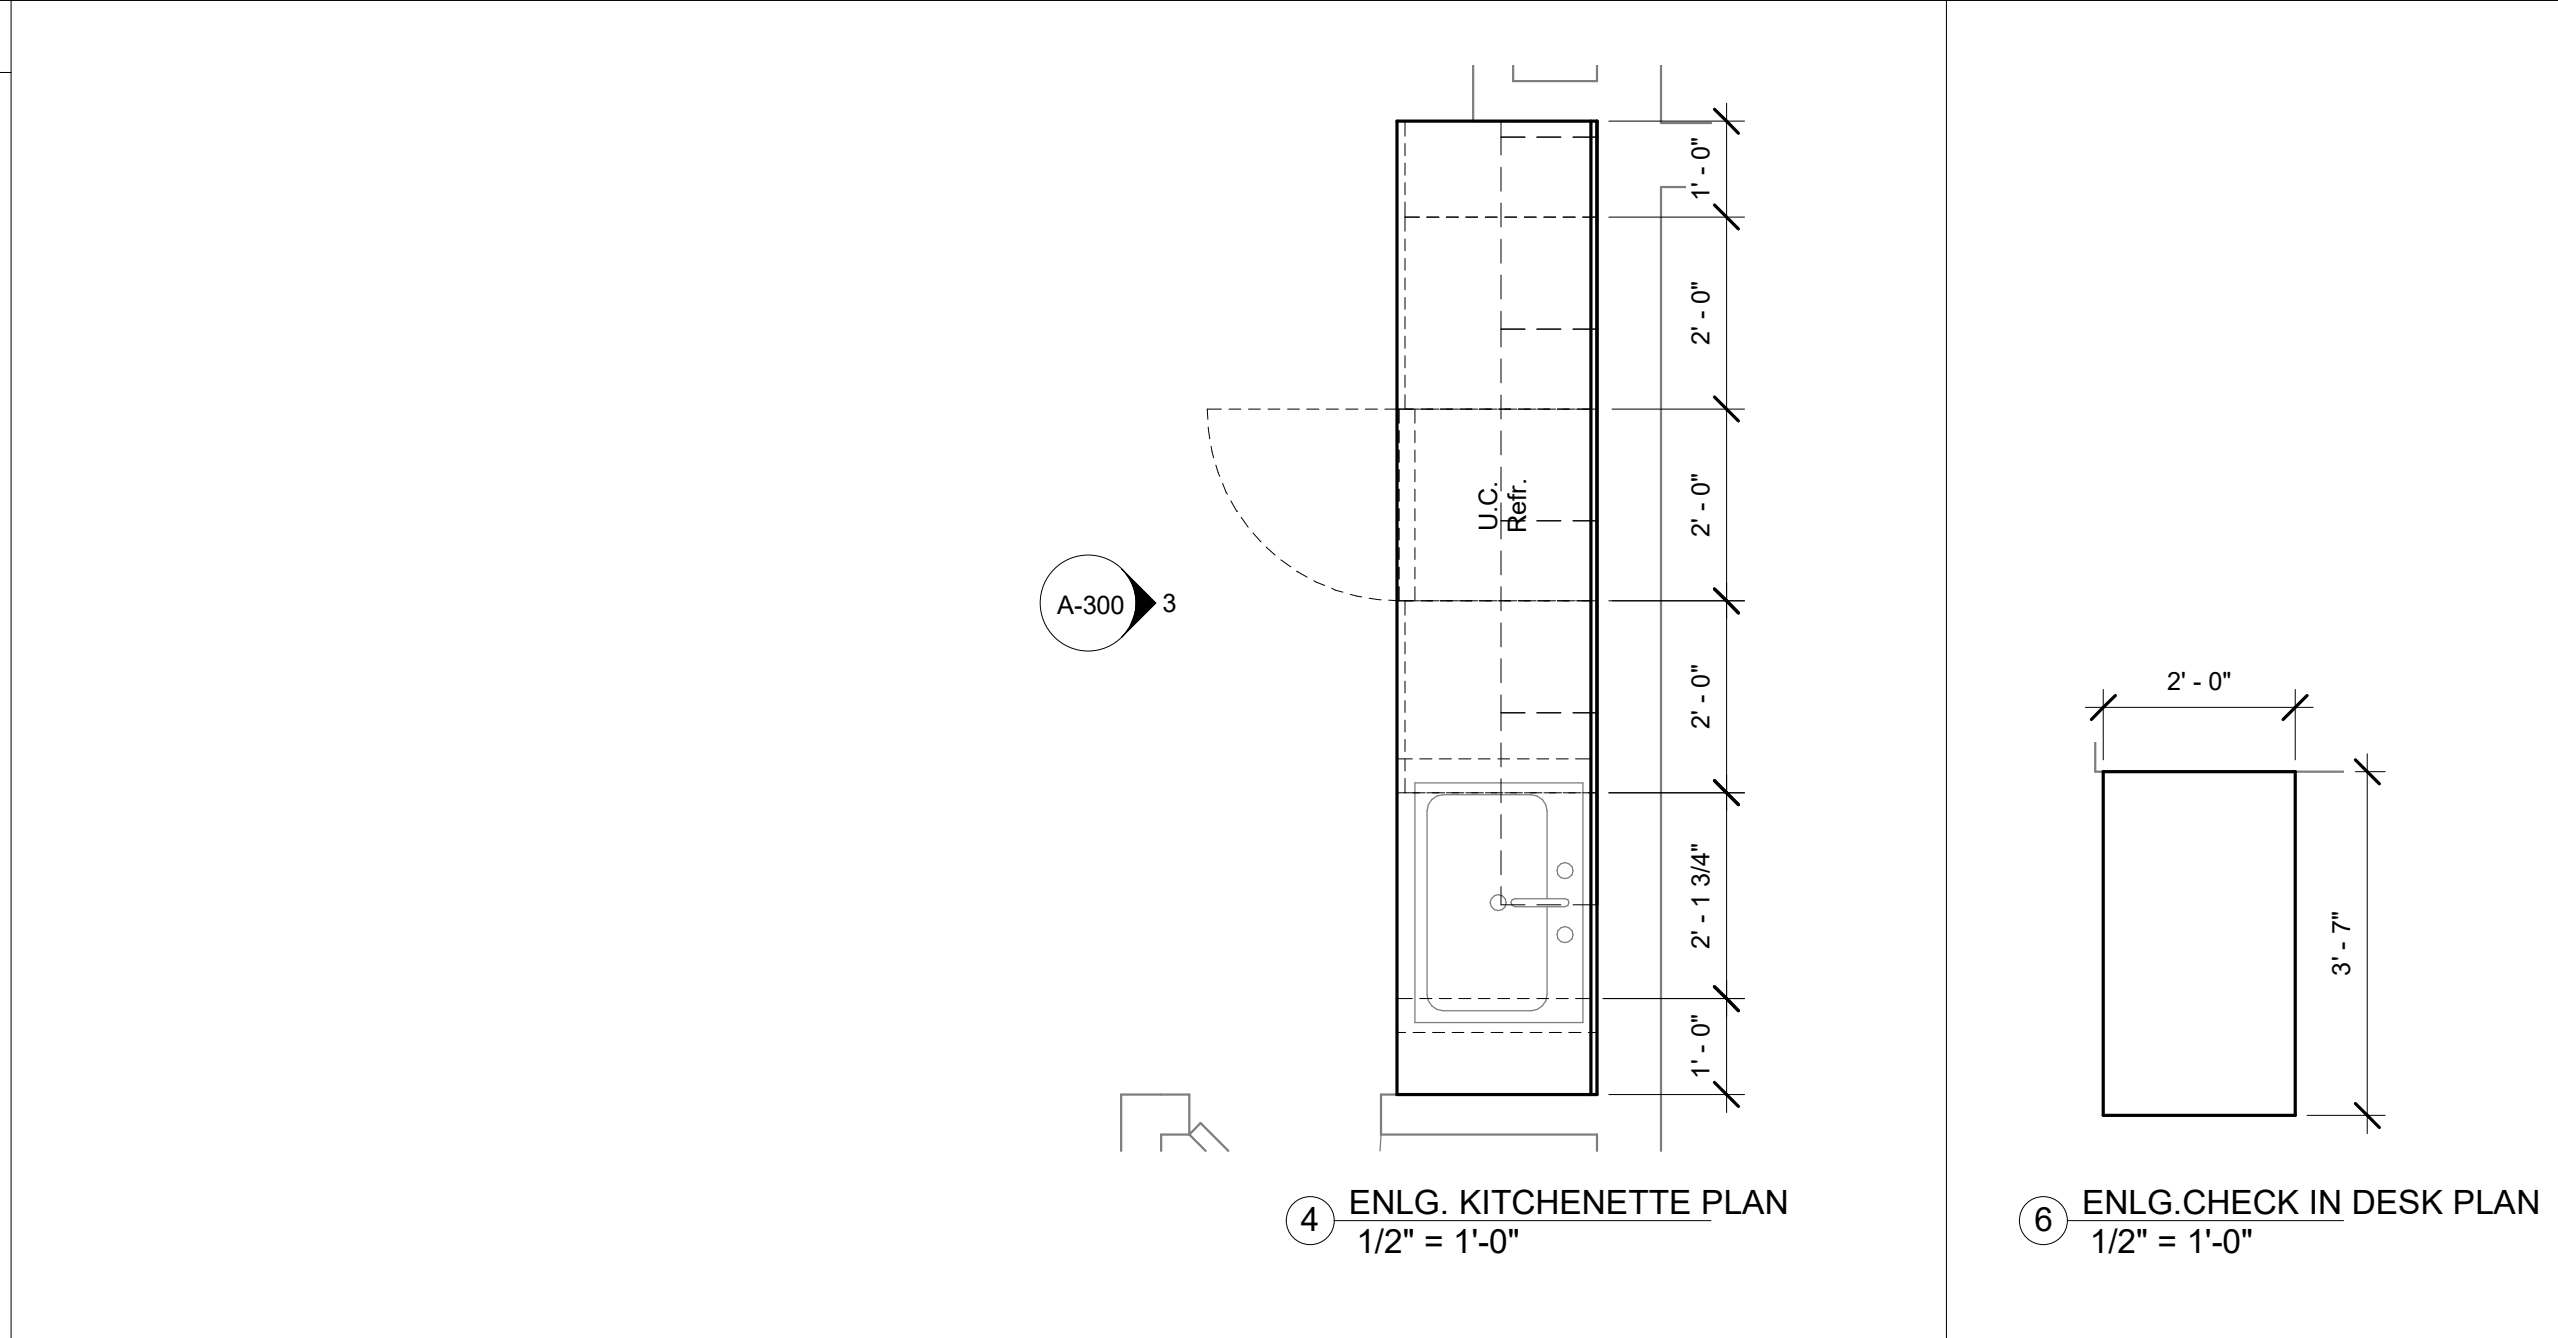 1' - 0"
2' - 0"
2' - 0"
2' - 0"
2' - 1 3/4"
1' - 0"
U.C.
Refr.
A-300
3
4
ENLG. KITCHENETTE PLAN
1/2" = 1'-0"
2' - 0"
3' - 7"
6
ENLG.CHECK IN DESK PLAN
1/2" = 1'-0"